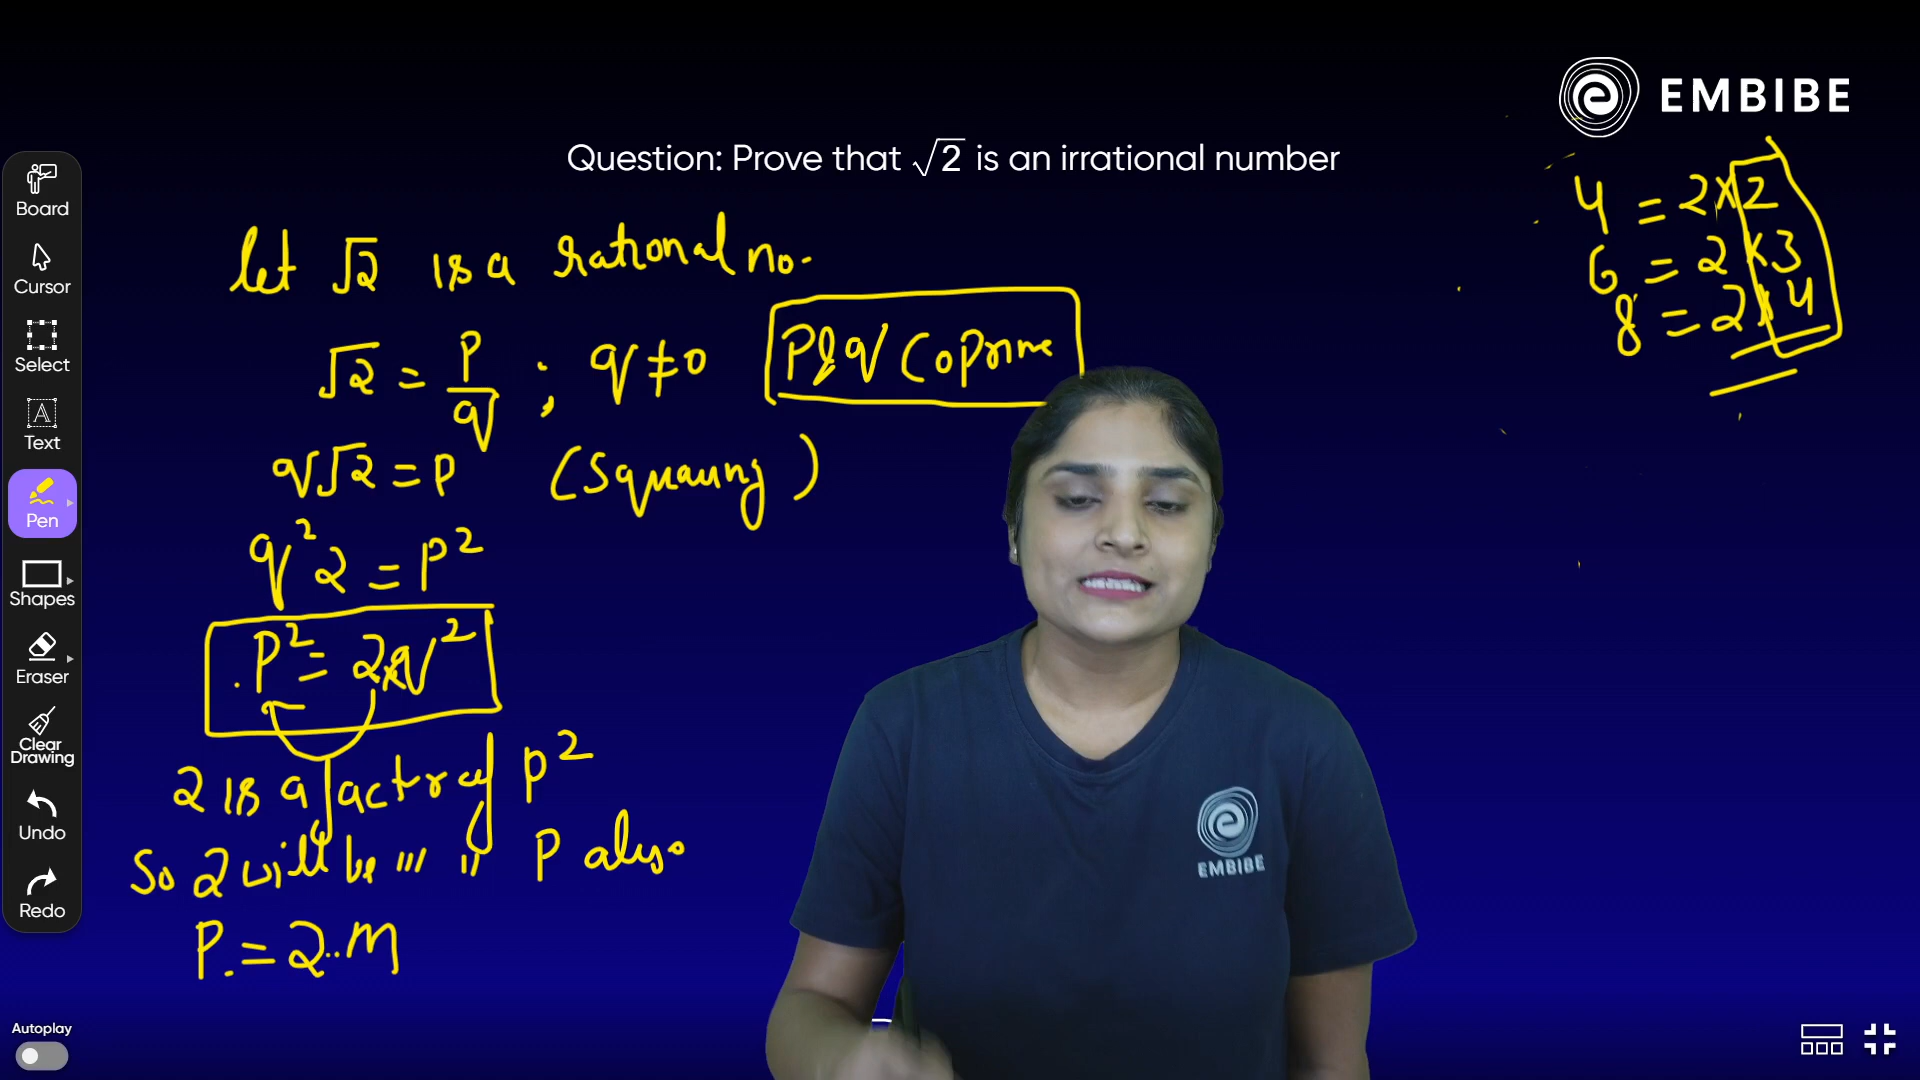 EMBIBE
Question: Prove that √2 is an irrational number
4 = 2×2
6 = 2×3
8 = 2×4
let √2 is a rational no.
√2 = p/q ; q ≠ 0 P & q Coprime
q√2 = p (Squaring)
q²2 = p²
P² = 2×q²
2 is a factor of p²
So 2 will be '''' '' P also
P = 2.M
Board
Cursor
Select
Text
Pen
Shapes
Eraser
Clear
Drawing
Undo
Redo
Autoplay
EMBIBE